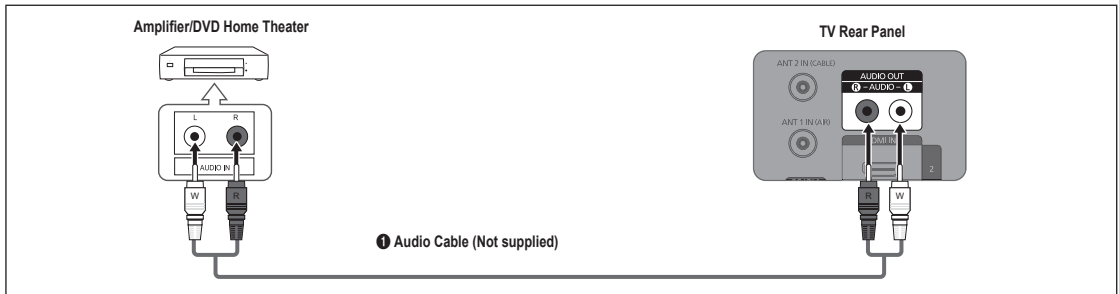 Amplifier/DVD Home Theater
L R
AUDIO IN
W R
TV Rear Panel
ANT 2 IN (CABLE)
AUDIO OUT
R – AUDIO – L
ANT 1 IN (AIR)
2
R W
❶ Audio Cable (Not supplied)